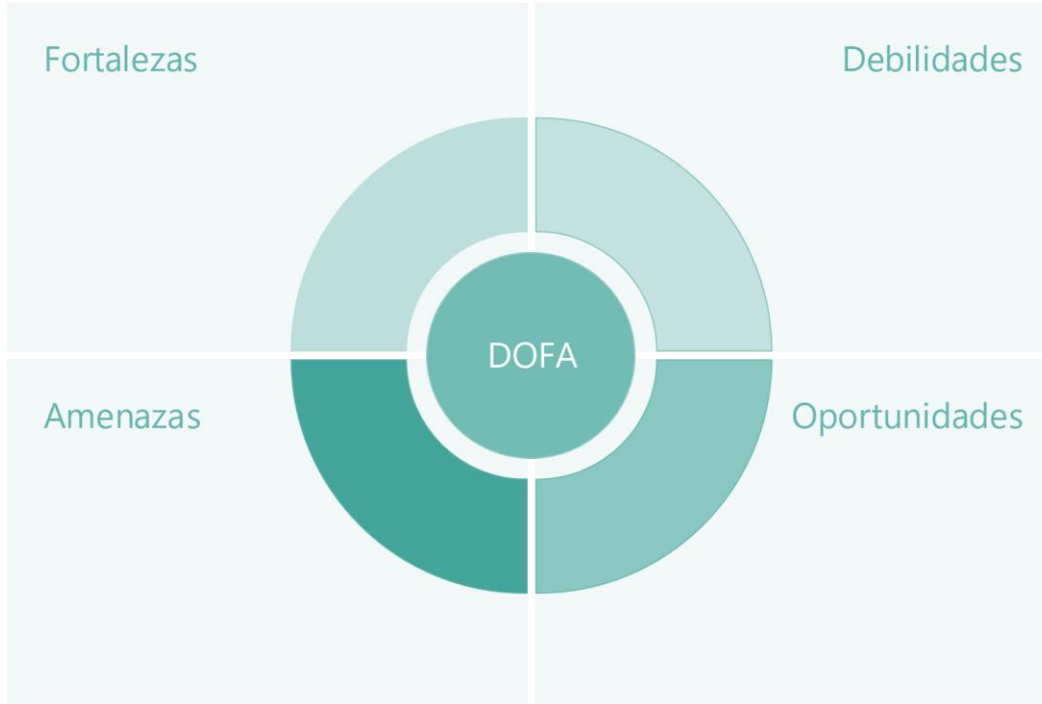 Fortalezas
Debilidades
DOFA
Amenazas
Oportunidades